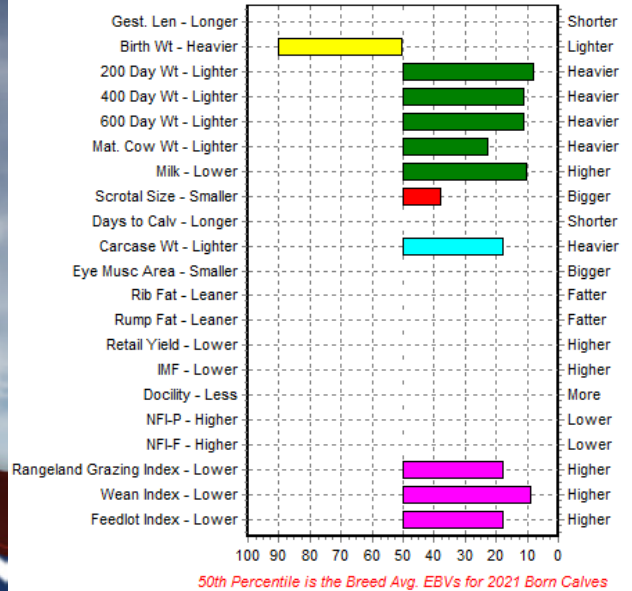 Gest. Len - Longer Shorter
Birth Wt - Heavier Lighter
200 Day Wt - Lighter Heavier
400 Day Wt - Lighter Heavier
600 Day Wt - Lighter Heavier
Mat. Cow Wt - Lighter Heavier
Milk - Lower Higher
Scrotal Size - Smaller Bigger
Days to Calv - Longer Shorter
Carcase Wt - Lighter Heavier
Eye Musc Area - Smaller Bigger
Rib Fat - Leaner Fatter
Rump Fat - Leaner Fatter
Retail Yield - Lower Higher
IMF - Lower Higher
Docility - Less More
NFI-P - Higher Lower
NFI-F - Higher Lower
Rangeland Grazing Index - Lower Higher
Wean Index - Lower Higher
Feedlot Index - Lower Higher
100 90 80 70 60 50 40 30 20 10 0
50th Percentile is the Breed Avg. EBVs for 2021 Born Calves